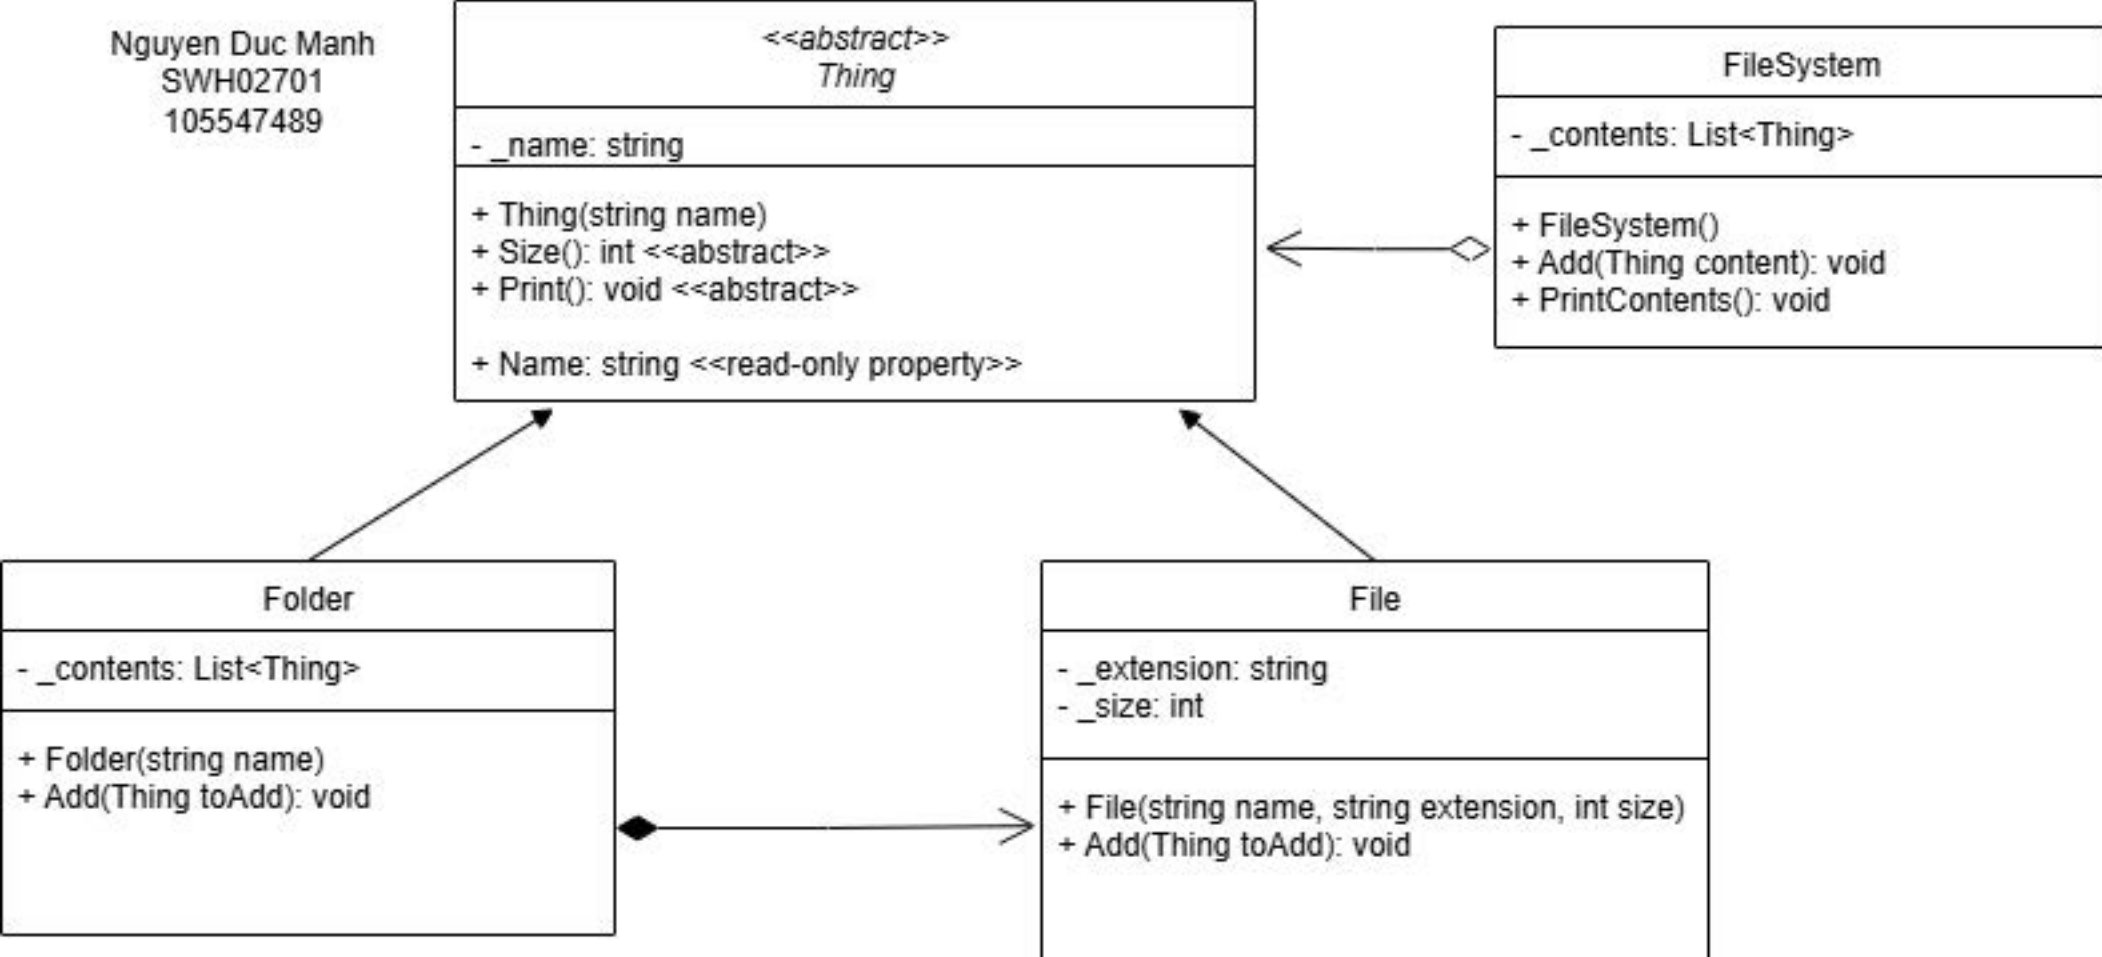 Nguyen Duc Manh
SWH02701
105547489
<<abstract>>
Thing
- _name: string
+ Thing(string name)
+ Size(): int <<abstract>>
+ Print(): void <<abstract>>
+ Name: string <<read-only property>>
FileSystem
- _contents: List<Thing>
+ FileSystem()
+ Add(Thing content): void
+ PrintContents(): void
Folder
- _contents: List<Thing>
+ Folder(string name)
+ Add(Thing toAdd): void
File
- _extension: string
- _size: int
+ File(string name, string extension, int size)
+ Add(Thing toAdd): void